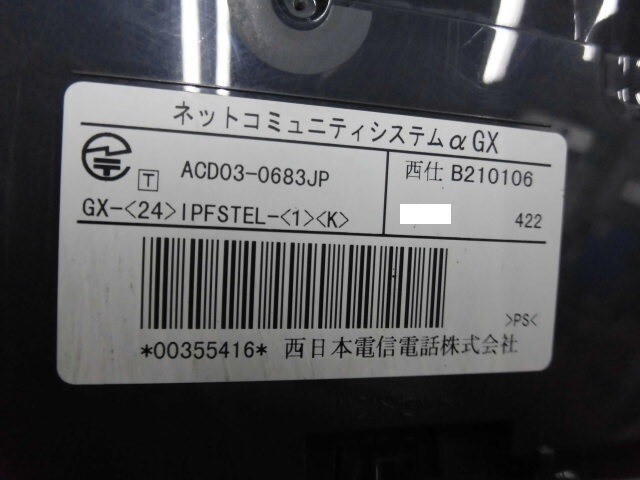 ネットコミュニティシステムαGX
T ACD03-0683JP
西仕 B210106
GX-<24>IPFSTEL-<1><K>
422
>PS<
*00355416* 西日本電信電話株式会社